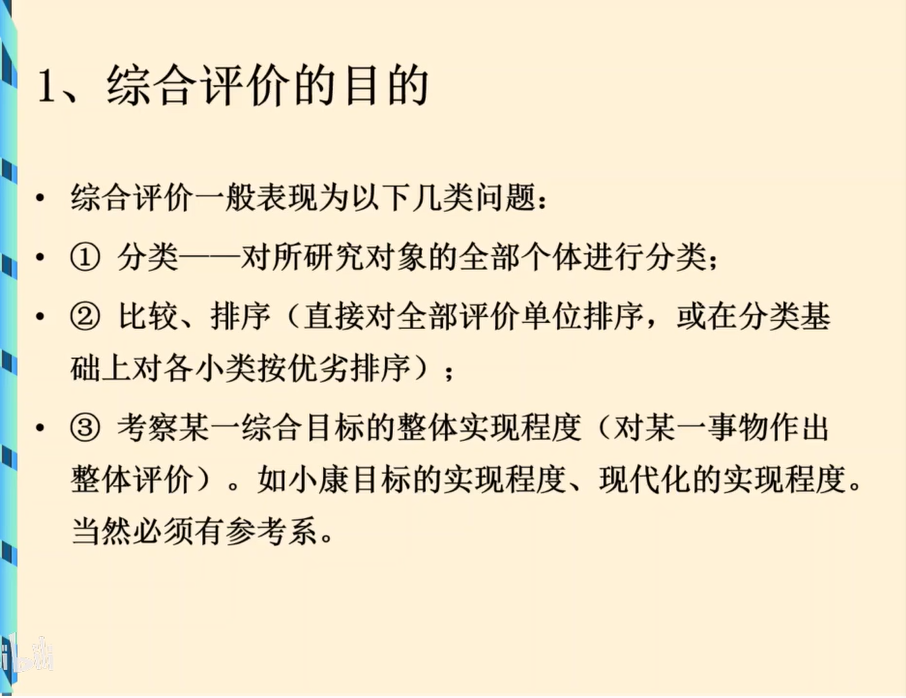 1、综合评价的目的
• 综合评价一般表现为以下几类问题：
• ① 分类——对所研究对象的全部个体进行分类；
• ② 比较、排序（直接对全部评价单位排序，或在分类基
础上对各小类按优劣排序）；
• ③ 考察某一综合目标的整体实现程度（对某一事物作出
整体评价）。如小康目标的实现程度、现代化的实现程度。
当然必须有参考系。